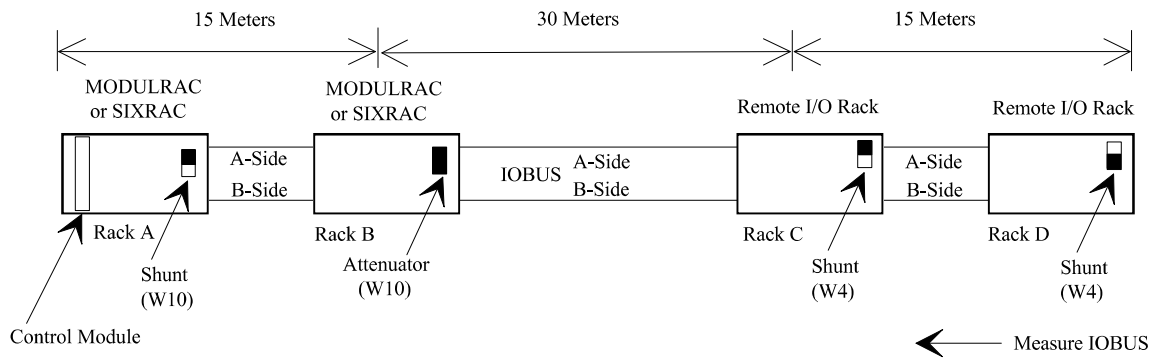 15 Meters
30 Meters
15 Meters
MODULRAC
or SIXRAC
MODULRAC
or SIXRAC
Remote I/O Rack
Remote I/O Rack
A-Side
B-Side
IOBUS
A-Side
B-Side
A-Side
B-Side
Rack A
Rack B
Rack C
Rack D
Shunt
(W10)
Attenuator
(W10)
Shunt
(W4)
Shunt
(W4)
Control Module
Measure IOBUS